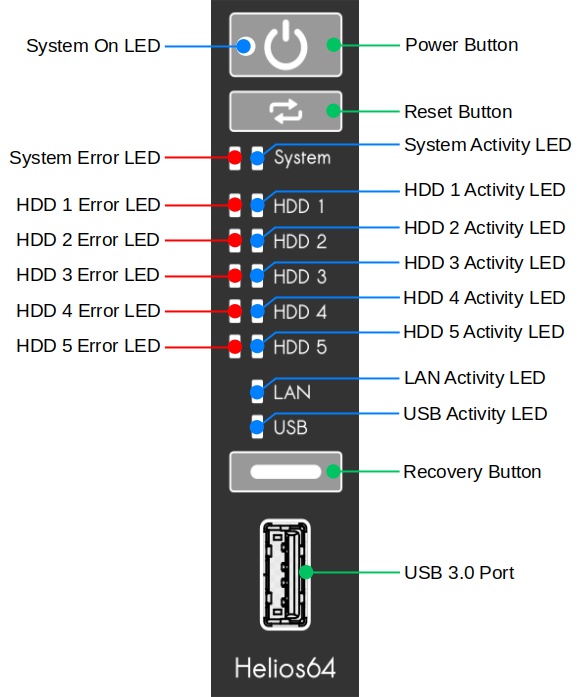 System On LED
Power Button
Reset Button
System Activity LED
System Error LED
System
HDD 1 Error LED
HDD 1
HDD 1 Activity LED
HDD 2 Error LED
HDD 2
HDD 2 Activity LED
HDD 3 Error LED
HDD 3
HDD 3 Activity LED
HDD 4 Error LED
HDD 4
HDD 4 Activity LED
HDD 5 Error LED
HDD 5
HDD 5 Activity LED
LAN
LAN Activity LED
USB
USB Activity LED
Recovery Button
USB 3.0 Port
Helios64